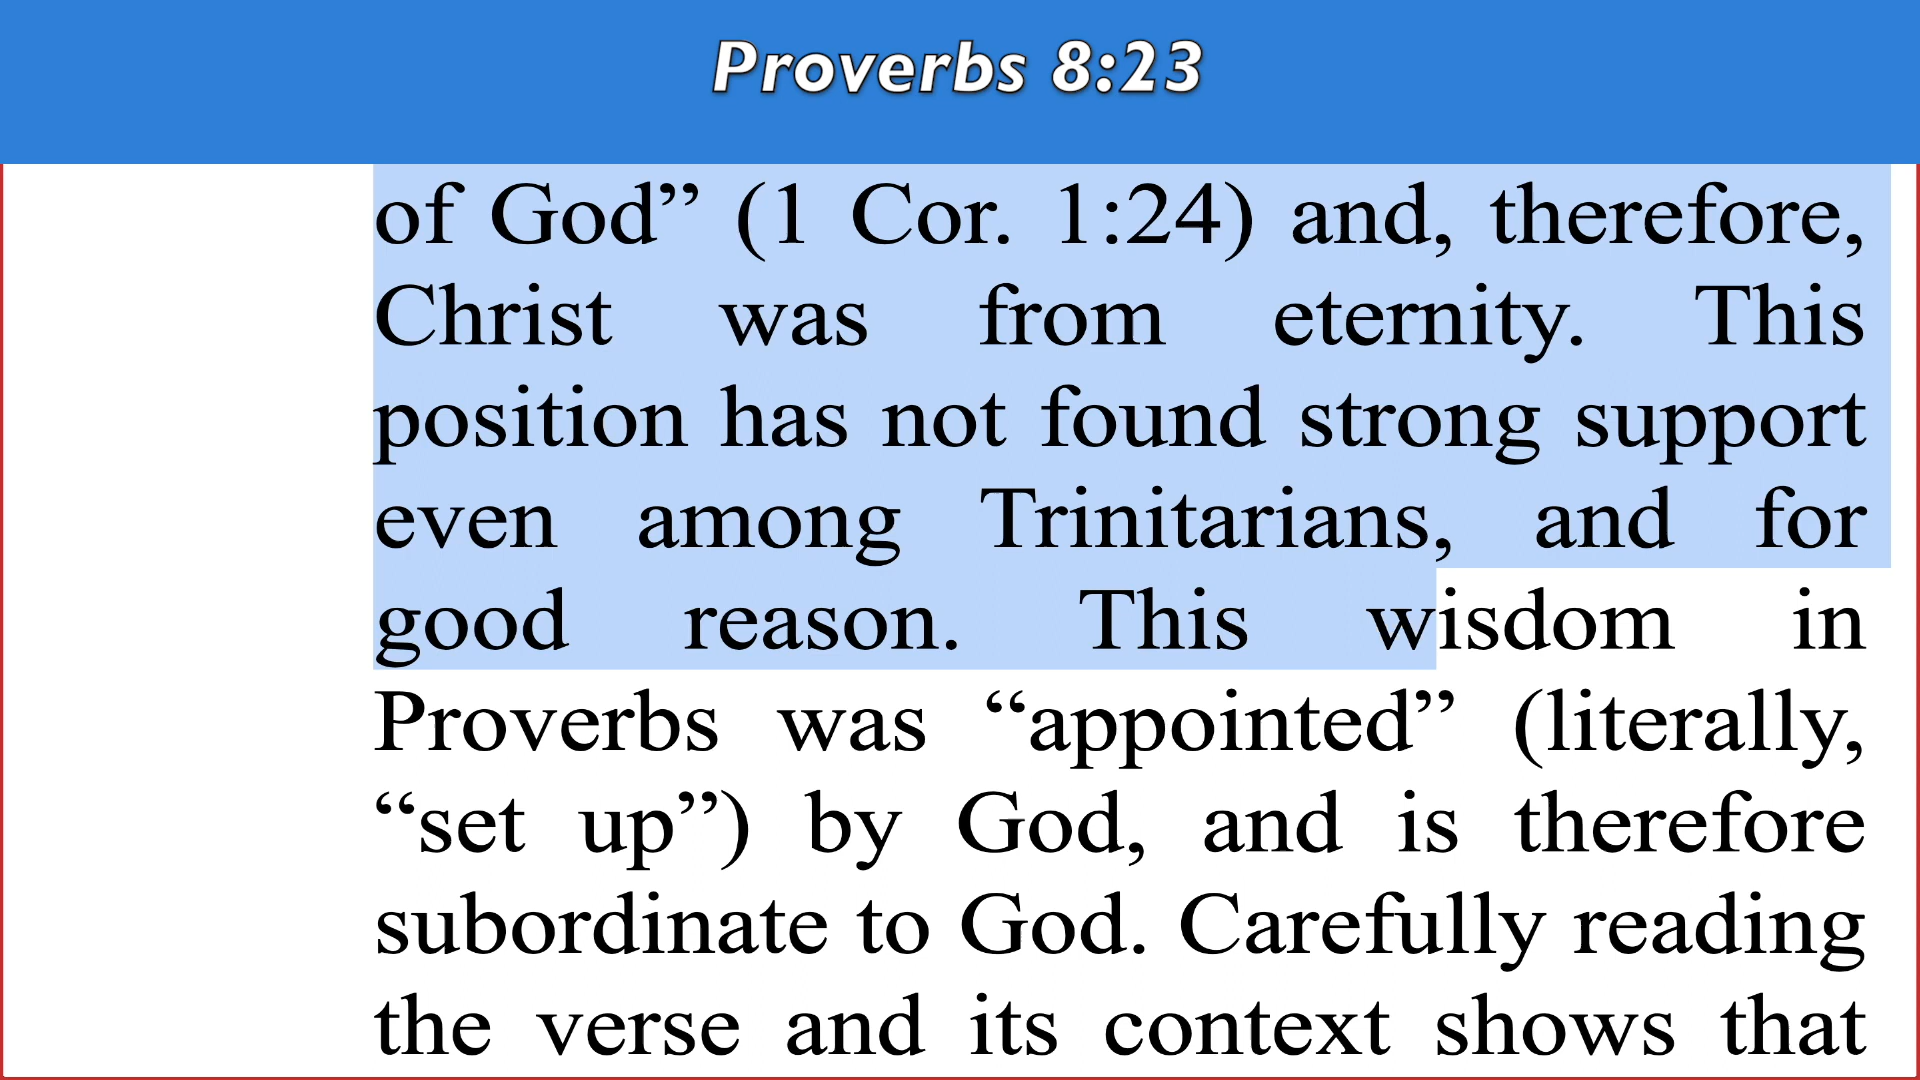 Proverbs 8:23
of God” (1 Cor. 1:24) and, therefore,
Christ was from eternity. This
position has not found strong support
even among Trinitarians, and for
good reason. This wisdom in
Proverbs was “appointed” (literally,
“set up”) by God, and is therefore
subordinate to God. Carefully reading
the verse and its context shows that